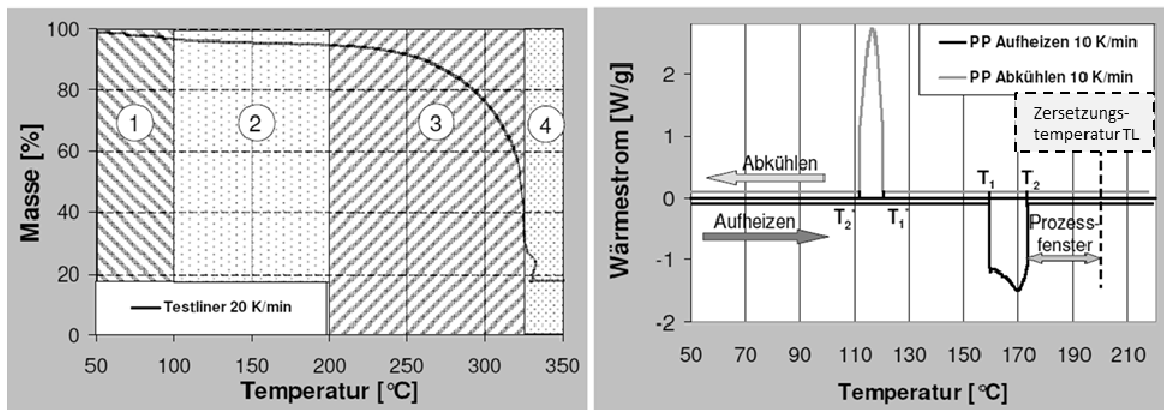 100
80
60
40
20
0
Masse [%]
1
2
3
4
Testliner 20 K/min
50 100 150 200 250 300 350
Temperatur [°C]
2
1
0
-1
-2
Wärmestrom [W/g]
PP Aufheizen 10 K/min
PP Abkühlen 10 K/min
Zersetzungs-
temperatur TL
Abkühlen
T1 T2
Aufheizen
T2' T1'
Prozess-
fenster
50 70 90 110 130 150 170 190 210
Temperatur [°C]